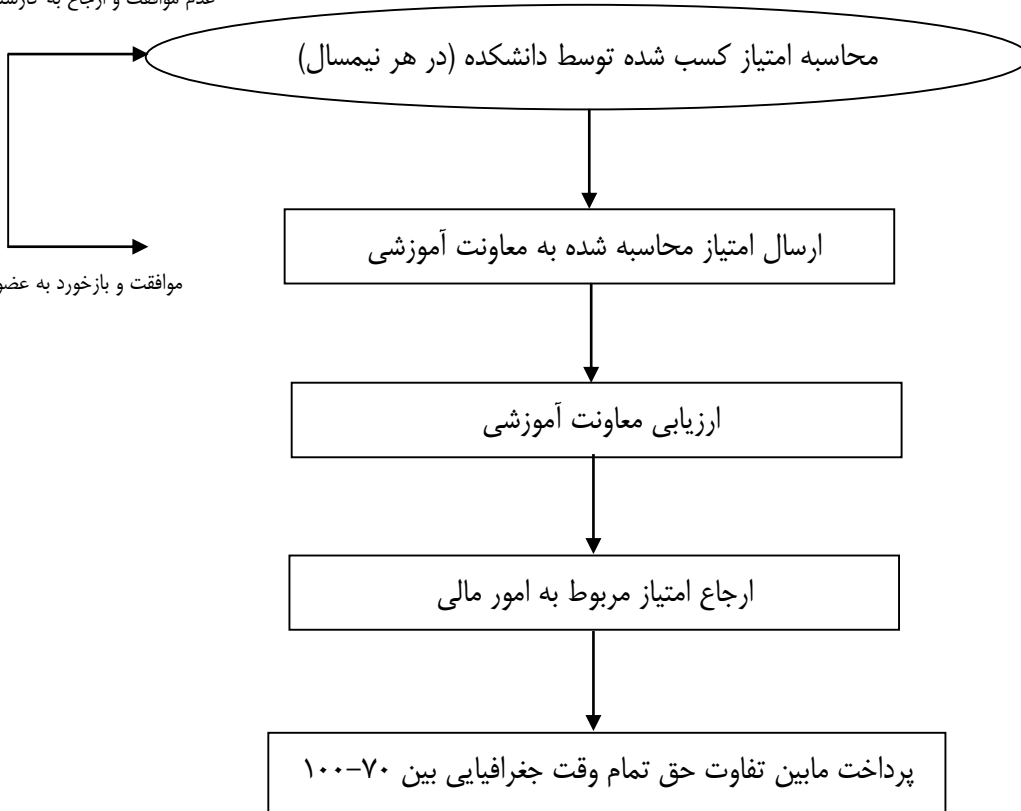 عدم موافقت و ارجاع به
محاسبه امتیاز کسب شده توسط دانشکده (در هر نیمسال)
ارسال امتیاز محاسبه شده به معاونت آموزشی
موافقت و بازخورد به
ارزیابی معاونت آموزشی
ارجاع امتیاز مربوط به امور مالی
پرداخت مابین تفاوت حق تمام وقت جغرافیایی بین ۷۰-۱۰۰